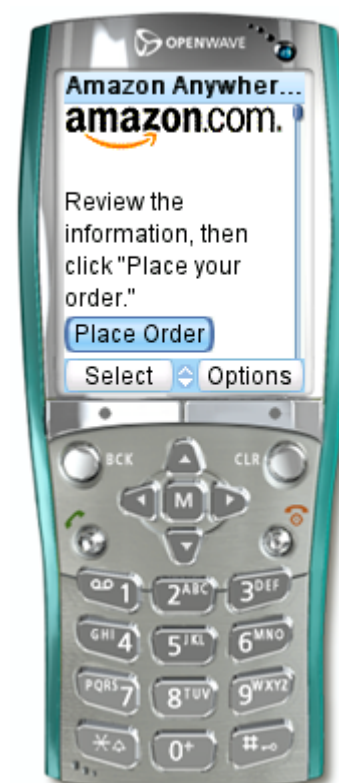 OPENWAVE
Amazon Anywher...
amazon.com.
Review the
information, then
click "Place your
order."
Place Order
Select Options
BCK CLR
M
1 2ABC 3DEF
GHI4 5JKL 6MNO
PQRS7 8TUV 9WXYZ
* 0+ #